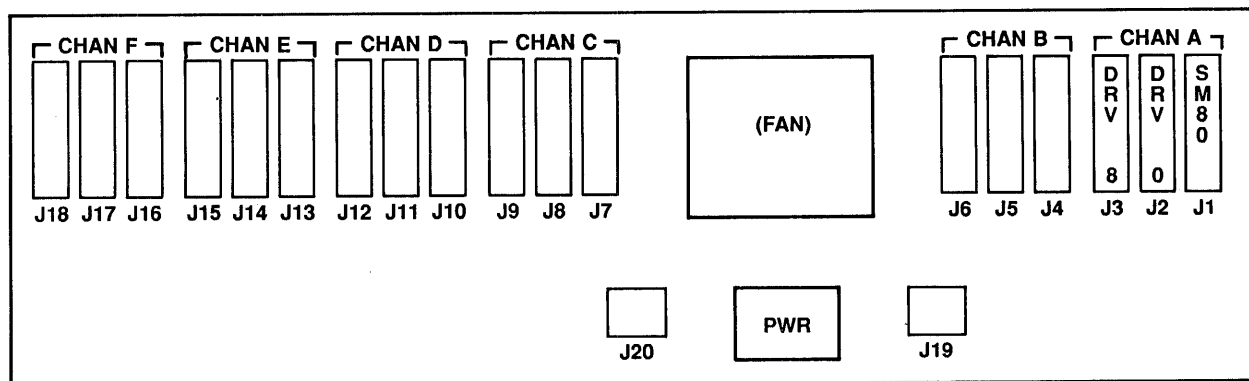 CHAN F CHAN E CHAN D CHAN C CHAN B CHAN A
DRV 8 DRV 0 SM80
(FAN)
J18 J17 J16 J15 J14 J13 J12 J11 J10 J9 J8 J7 J6 J5 J4 J3 J2 J1
PWR
J20 J19